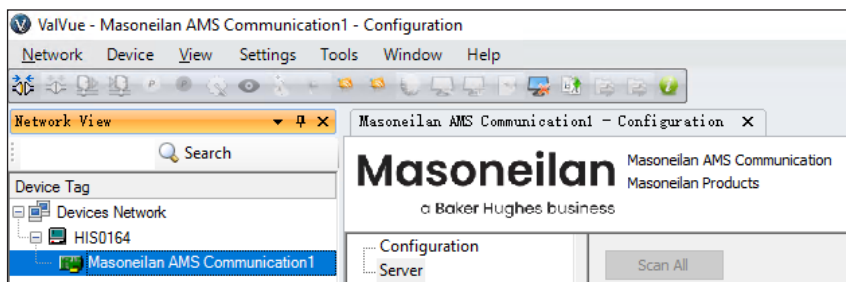 ValVue - Masoneilan AMS Communication1 - Configuration
Network Device View Settings Tools Window Help
Network View
Masoneilan AMS Communication1 - Configuration
Search
Device Tag
Devices Network
HIS0164
Masoneilan AMS Communication1
Masoneilan
a Baker Hughes business
Masoneilan AMS Communication
Masoneilan Products
Configuration
Server
Scan All